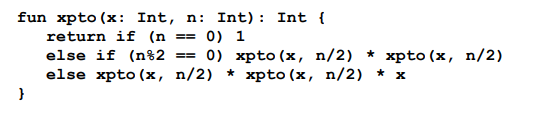 fun xpto(x: Int, n: Int): Int {
return if (n == 0) 1
else if (n%2 == 0) xpto(x, n/2) * xpto(x, n/2)
else xpto(x, n/2) * xpto(x, n/2) * x
}